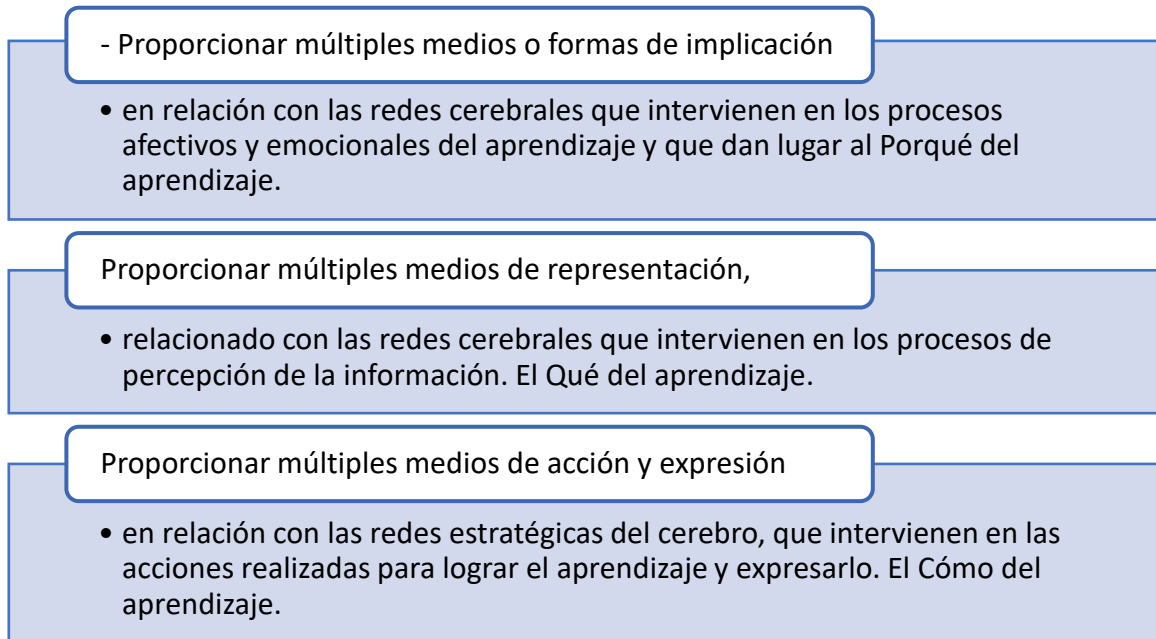 - Proporcionar múltiples medios o formas de implicación
• en relación con las redes cerebrales que intervienen en los procesos
afectivos y emocionales del aprendizaje y que dan lugar al Porqué del
aprendizaje.
Proporcionar múltiples medios de representación,
• relacionado con las redes cerebrales que intervienen en los procesos de
percepción de la información. El Qué del aprendizaje.
Proporcionar múltiples medios de acción y expresión
• en relación con las redes estratégicas del cerebro, que intervienen en las
acciones realizadas para lograr el aprendizaje y expresarlo. El Cómo del
aprendizaje.